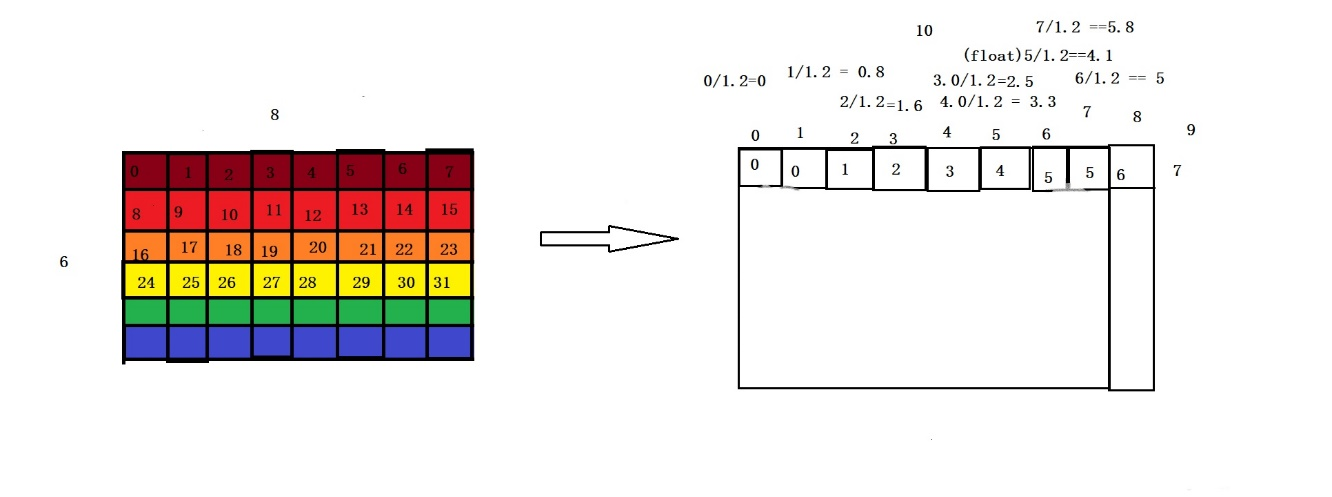 10
7/1.2 ==5.8
(float)5/1.2==4.1
0/1.2=0
1/1.2 = 0.8
3.0/1.2=2.5
6/1.2 == 5
2/1.2=1.6
4.0/1.2 = 3.3
8
0 1 2 3 4 5 6 7 8 9
0 1 2 3 4 5 6 7
0 0 1 2 3 4 5 5 6
7
8 9 10 11 12 13 14 15
16 17 18 19 20 21 22 23
6
24 25 26 27 28 29 30 31